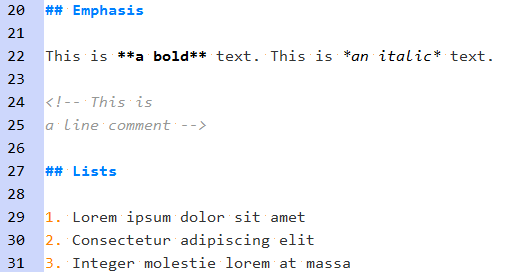 20 ## Emphasis
21
22 This is **a bold** text. This is *an italic* text.
23
24 <!-- This is
25 a line comment -->
26
27 ## Lists
28
29 1. Lorem ipsum dolor sit amet
30 2. Consectetur adipiscing elit
31 3. Integer molestie lorem at massa